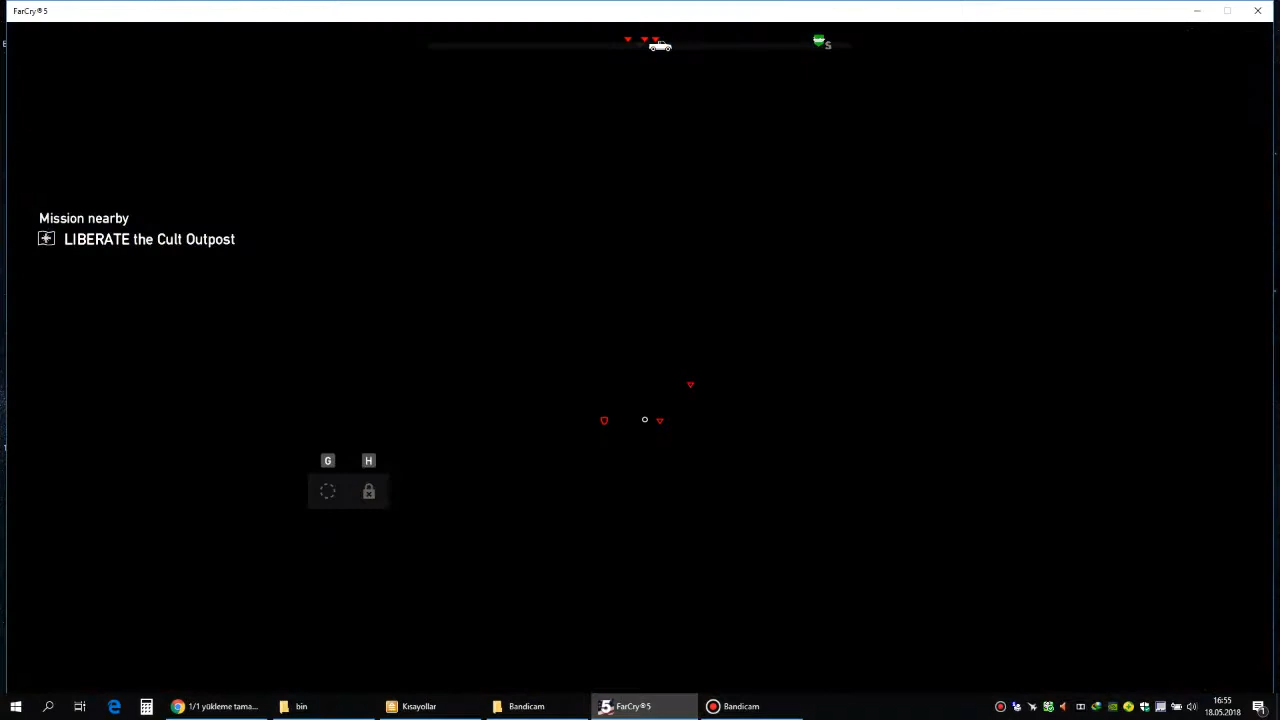 FarCry®5
S
Mission nearby
LIBERATE the Cult Outpost
G H
1/1 yükleme tama...
bin
Kısayollar
Bandicam
FarCry®5
Bandicam
16:55
18.05.2018